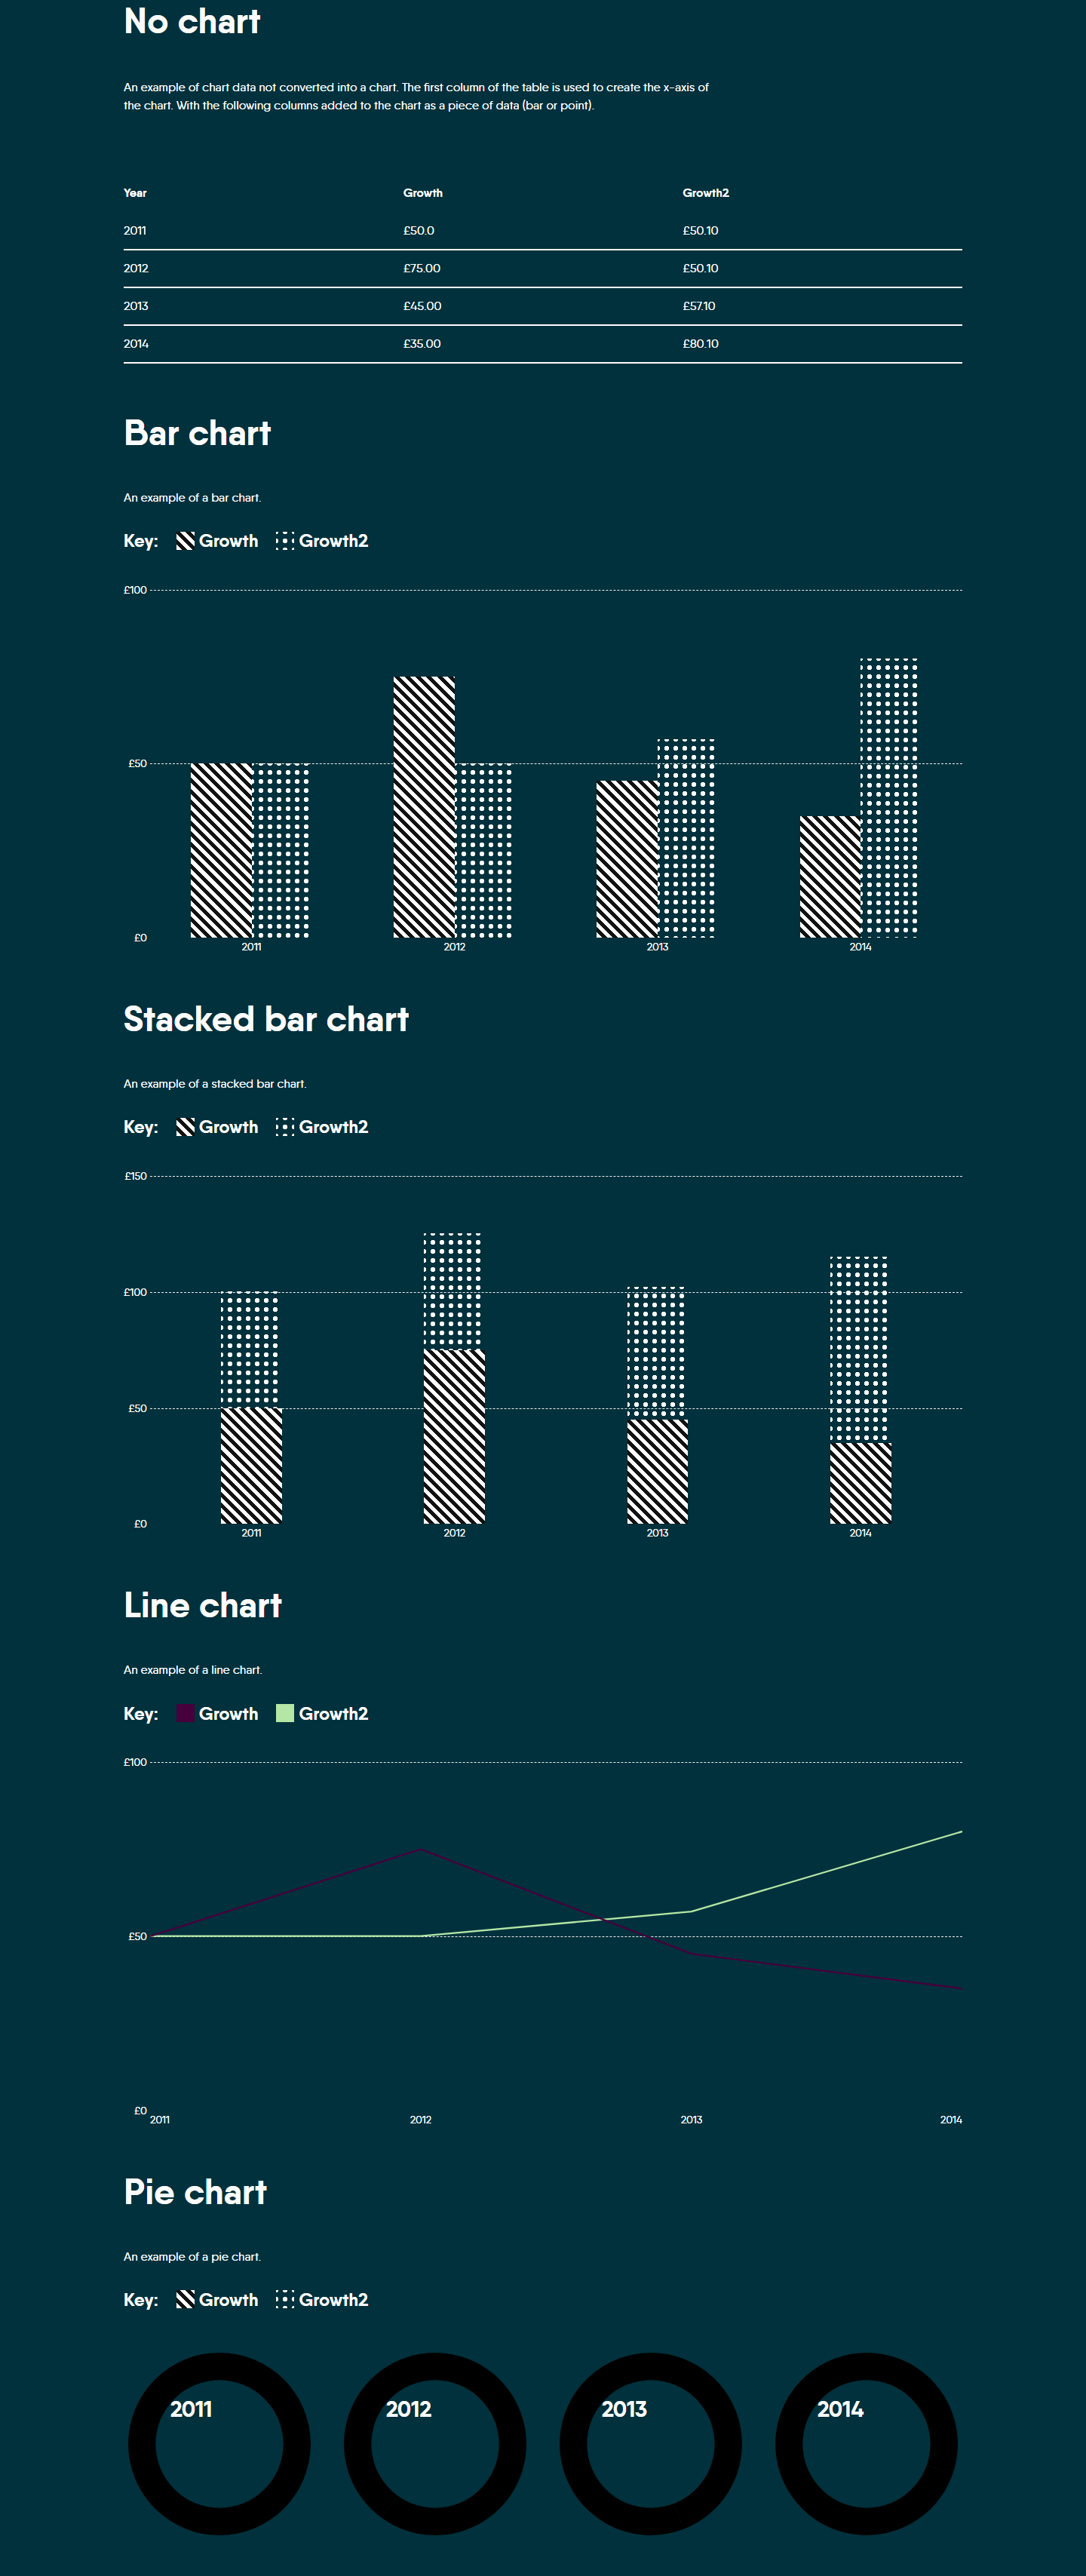 No chart
An example of chart data not converted into a chart. The first column of the table is used to create the x-axis of
the chart. With the following columns added to the chart as a piece of data (bar or point).
Year Growth Growth2
2011 £50.0 £50.10
2012 £75.00 £50.10
2013 £45.00 £57.10
2014 £35.00 £80.10
Bar chart
An example of a bar chart.
Key: Growth Growth2
£100
£50
£0
2011 2012 2013 2014
Stacked bar chart
An example of a stacked bar chart.
Key: Growth Growth2
£150
£100
£50
£0
2011 2012 2013 2014
Line chart
An example of a line chart.
Key: Growth Growth2
£100
£50
£0
2011 2012 2013 2014
Pie chart
An example of a pie chart.
Key: Growth Growth2
2011 2012 2013 2014